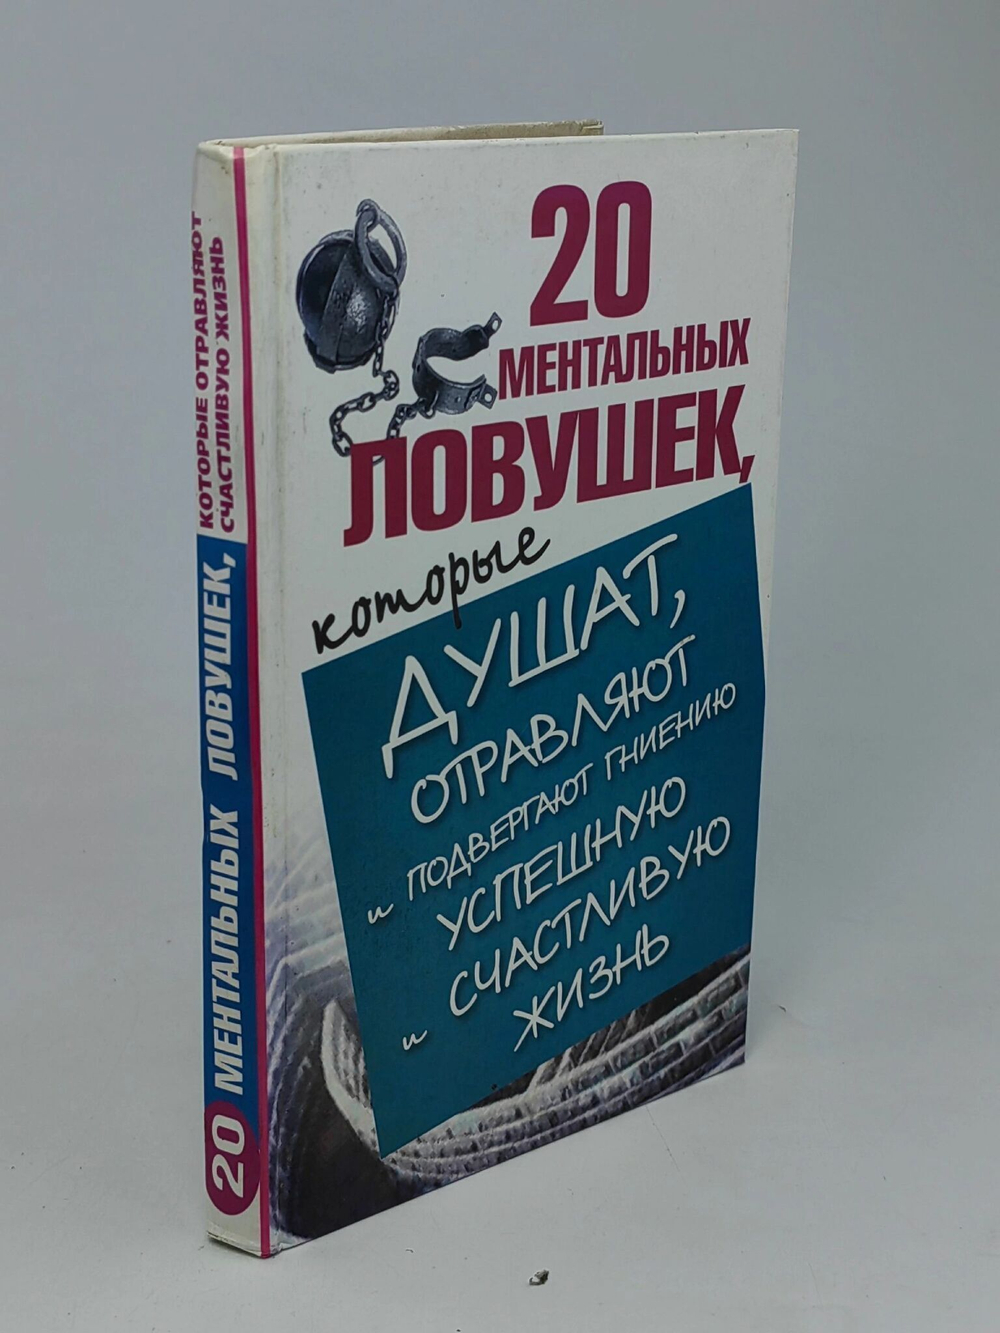 20
МЕНТАЛЬНЫХ
ЛОВУШЕК,
которые
ДУШАТ,
ОТРАВЛЯЮТ
и ПОДВЕРГАЮТ ГНИЕНИЮ
УСПЕШНУЮ
и СЧАСТЛИВУЮ
ЖИЗНЬ
20 МЕНТАЛЬНЫХ ЛОВУШЕК,
КОТОРЫЕ ОТРАВЛЯЮТ
СЧАСТЛИВУЮ ЖИЗНЬ